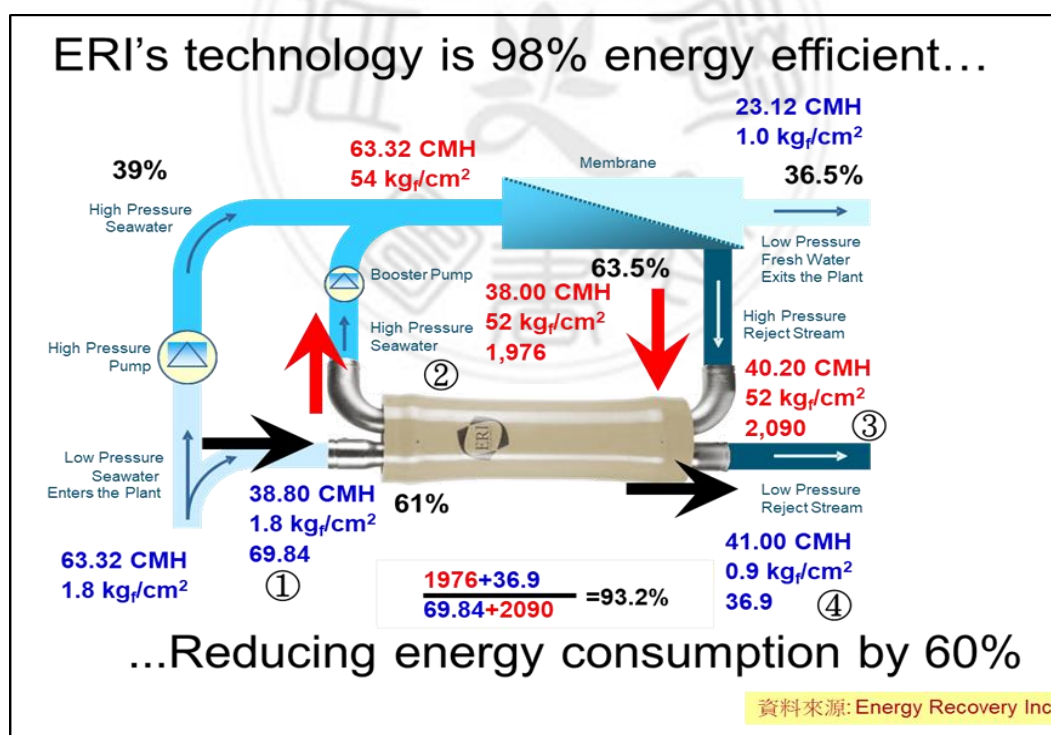 ERI’s technology is 98% energy efficient…
23.12 CMH
1.0 kgf/cm²
36.5%
63.32 CMH
54 kgf/cm²
39%
Membrane
High Pressure
Seawater
Low Pressure
Fresh Water
Exits the Plant
Booster Pump
63.5%
38.00 CMH
52 kgf/cm²
1,976
High Pressure
Seawater
High Pressure
Reject Stream
High Pressure
Pump
②
40.20 CMH
52 kgf/cm²
2,090
③
ERI
Low Pressure
Seawater
Enters the Plant
38.80 CMH
1.8 kgf/cm²
69.84
①
61%
Low Pressure
Reject Stream
63.32 CMH
1.8 kgf/cm²
41.00 CMH
0.9 kgf/cm²
36.9
④
1976+36.9
69.84+2090
=93.2%
...Reducing energy consumption by 60%
資料來源: Energy Recovery Inc